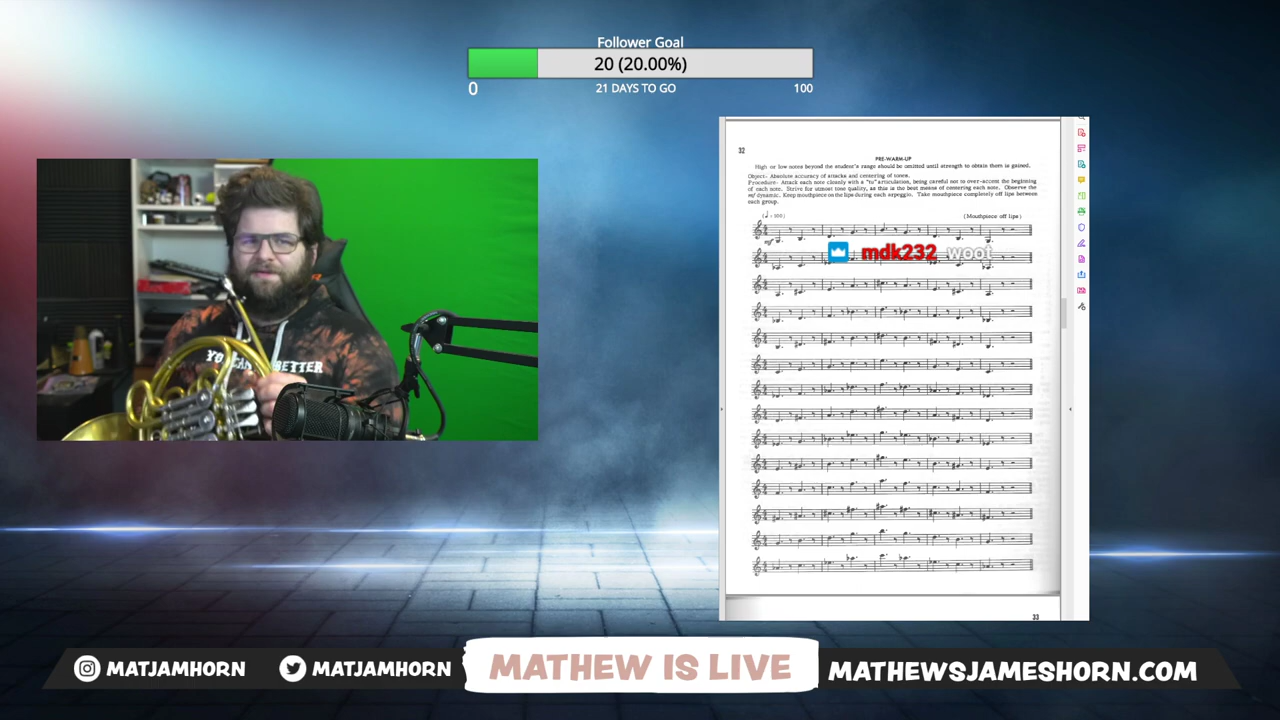 Follower Goal
20 (20.00%)
0
21 DAYS TO GO
100
YO
BETTER
32
PRE-WARM-UP
High or low notes beyond the student's range should be omitted until strength to obtain them is gained.
Object: Absolute accuracy of attacks and centering of tones.
Procedure: Attack each note cleanly with a "tu" articulation, being careful not to over-access the beginning
of each note. Strive for utmost tone quality, as this is the best means of centering each note. Observe the
mf dynamic. Keep mouthpiece on the lips during each arpeggio. Take mouthpiece completely off lips between
each group.
(♩ = 100)
(Mouthpiece off lips)
mf
mdk232 woot
33
MATJAMHORN
MATJAMHORN
MATHEW IS LIVE
MATHEWSJAMESHORN.COM